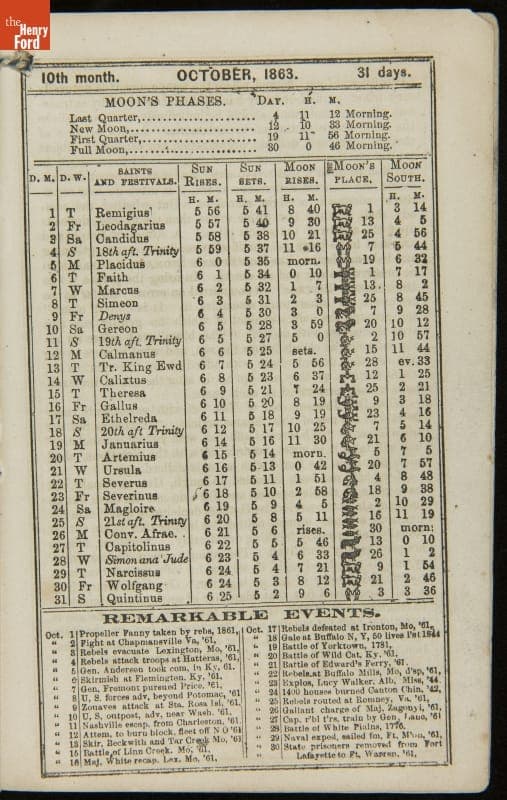 the
Henry
Ford
10th month. OCTOBER, 1863. 31 days.
MOON'S PHASES. DAY. H. M.
Last Quarter, 4 11 12 Morning.
New Moon, 12 10 33 Morning.
First Quarter, 19 11 56 Morning.
Full Moon, 30 0 46 Morning.
D. M. D. W. SAINTS AND FESTIVALS. SUN RISES. SUN SETS. MOON RISES. MOON'S PLACE. MOON SOUTH.
H. M. H. M. H. M. H. M.
1 T Remigius 5 56 5 41 8 40 1 3 14
2 Fr Leodagarius 5 57 5 40 9 30 13 4 5
3 Sa Candidus 5 58 5 38 10 21 25 4 56
4 S 18th aft. Trinity 5 59 5 37 11 16 7 5 44
5 M Placidus 6 0 5 35 morn. 19 6 32
6 T Faith 6 1 5 34 0 10 1 7 17
7 W Marcus 6 2 5 32 1 7 13 8 2
8 T Simeon 6 3 5 31 2 3 25 8 45
9 Fr Denys 6 4 5 30 3 0 7 9 28
10 Sa Gereon 6 5 5 28 3 59 20 10 12
11 S 19th aft. Trinity 6 5 5 27 5 0 2 10 57
12 M Calmanus 6 6 5 25 sets. 15 11 44
13 T Tr. King Ewd 6 7 5 24 5 56 28 ev. 33
14 W Calixtus 6 8 5 23 6 37 12 1 25
15 T Theresa 6 9 5 21 7 24 25 2 21
16 Fr Gallus 6 10 5 20 8 19 9 3 18
17 Sa Ethelreda 6 11 5 18 9 19 23 4 16
18 S 20th aft. Trinity 6 12 5 17 10 25 7 5 14
19 M Januarius 6 14 5 16 11 30 21 6 10
20 T Artemius 6 15 5 14 morn. 5 7 5
21 W Ursula 6 16 5 13 0 42 20 7 57
22 T Severus 6 17 5 11 1 51 4 8 48
23 Fr Severinus 6 18 5 10 2 58 18 9 38
24 Sa Magloire 6 19 5 9 4 5 2 10 29
25 S 21st aft. Trinity 6 20 5 8 5 11 16 11 19
26 M Conv. Afrae. 6 21 5 6 rises. 30 morn:
27 T Capitolinus 6 22 5 5 5 46 13 0 10
28 W Simon and Jude 6 23 5 4 6 33 26 1 2
29 T Narcissus 6 24 5 4 7 21 9 1 54
30 Fr Wolfgang 6 24 5 3 8 12 21 2 46
31 S Quintinus 6 25 5 2 9 6 3 3 36
REMARKABLE EVENTS.
Oct. 1 Propeller Fanny taken by rebs, 1861,
" 2 Fight at Chapmansville Va, '61,
" 3 Rebels evacuate Lexington, Mo, '61,
" 4 Rebels attack troops at Hatteras, '61,
" 5 Gen. Anderson took com, in Ky. 61.
" 6 Skirmish at Flemington, Ky. '61,
" 7 Gen, Fremont pursued Price. '61,
" 8 U, S. forces adv, beyond Potomac,
" 9 Zouaves attack on Sta. Rosa Isl, '61,
" 10 U, S. outpost, adv, near Wash. '61.
" 11 Nashville escap. from Charleston, '61,
" 12 Attem, to burn block, fleet off N O '61
" 13 Skir, Beckwith and Tar Creek Mo, '61
" 15 Battle of Linn Creek. Mo, '61,
" 16 Maj. White recap. Lex. Mo, '61,
Oct. 17 Rebels defeated at Ironton, Mo, '61,
" 18 Gale at Buffalo N, Y, 50 lives l'st 1844
" 19 Battle of Yorktown, 1781,
" 20 Battle of Wild Cat. Ky. '61,
" 21 Battle of Edward's Ferry, '61.
" 22 Rebels at Buffalo Mills, Mo, d'sp, '61,
" 23 Explos, Lucy Walker, Alb, Miss, '44.
" 24 1400 houses burned Canton Chin, '42,
" 25 Rebels routed at Romney, Va, '61,
" 26 Gallant charge of Maj. Zagonyi, '61,
" 27 Cap, r'bl t'rs, train by Gen, Lane, '61
" 28 Battle of White Plains, 1776.
" 29 Naval exped, sailed fm, Ft, M'on, '61,
" 30 State prisoners removed from Fort
Lafayette to Ft, Warren, '61,